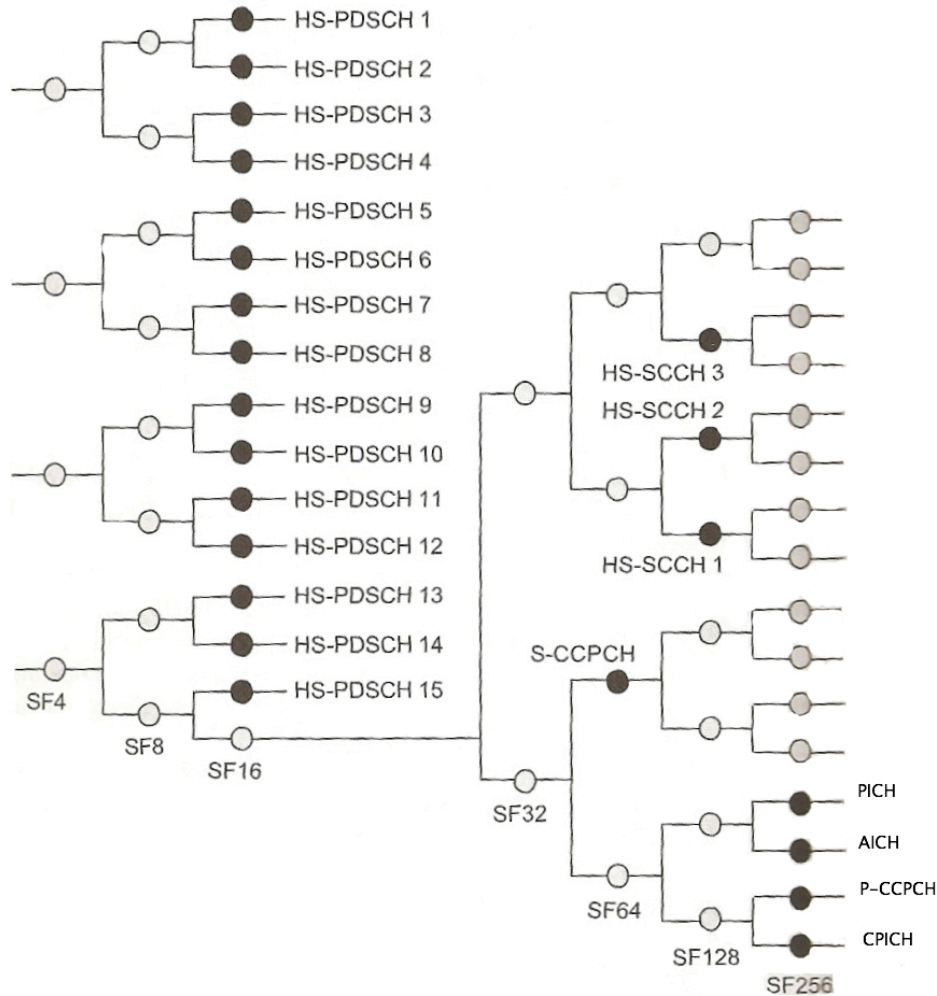 HS-PDSCH 1
HS-PDSCH 2
HS-PDSCH 3
HS-PDSCH 4
HS-PDSCH 5
HS-PDSCH 6
HS-PDSCH 7
HS-PDSCH 8
HS-PDSCH 9
HS-PDSCH 10
HS-PDSCH 11
HS-PDSCH 12
HS-PDSCH 13
HS-PDSCH 14
HS-PDSCH 15
SF4
SF8
SF16
HS-SCCH 3
HS-SCCH 2
HS-SCCH 1
S-CCPCH
SF32
SF64
SF128
PICH
AICH
P-CCPCH
CPICH
SF256